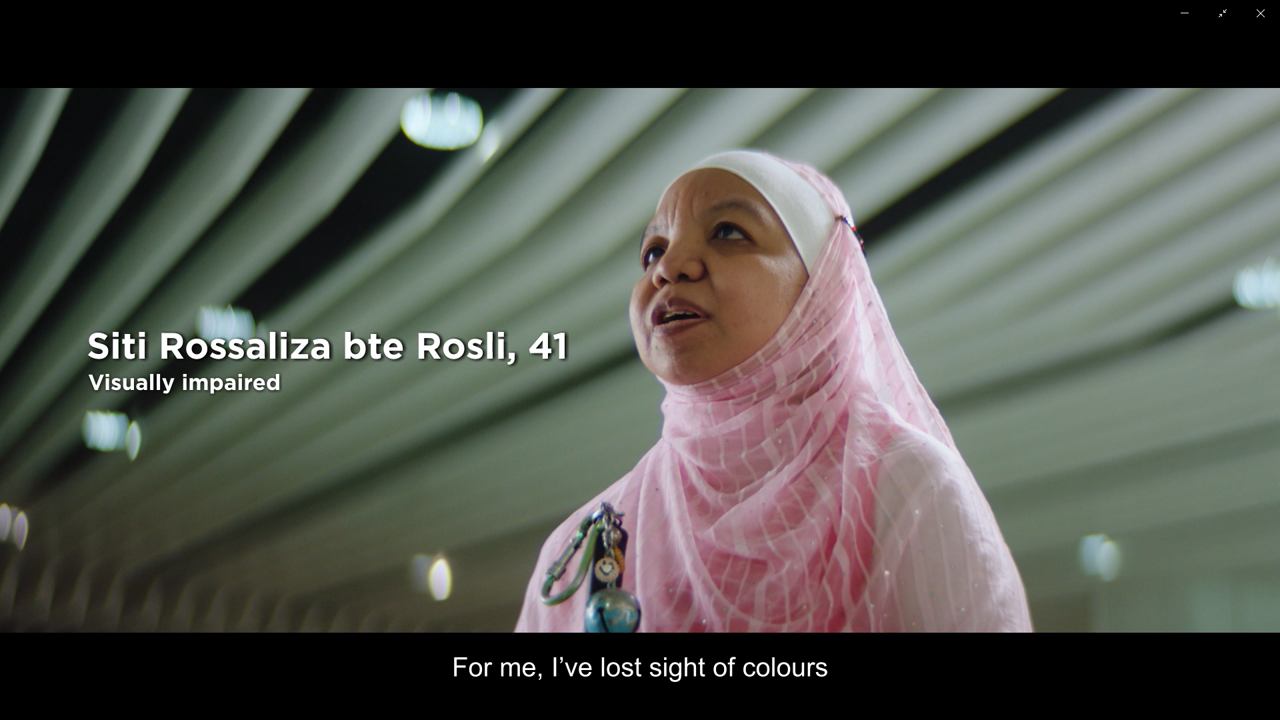 Siti Rossaliza bte Rosli, 41
Visually impaired
For me, I’ve lost sight of colours